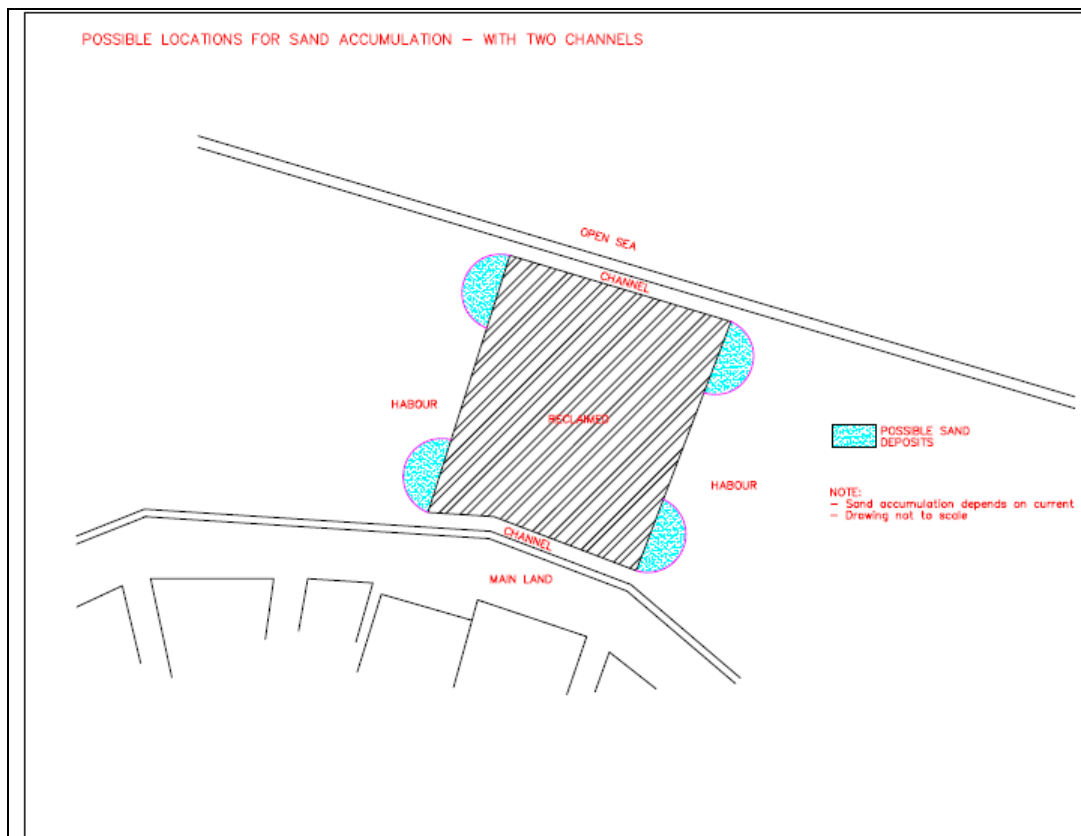 POSSIBLE LOCATIONS FOR SAND ACCUMULATION – WITH TWO CHANNELS
OPEN SEA
CHANNEL
HABOUR
RECLAIMED
POSSIBLE SAND
DEPOSITS
HABOUR
NOTE:
– Sand accumulation depends on current
– Drawing not to scale
CHANNEL
MAIN LAND